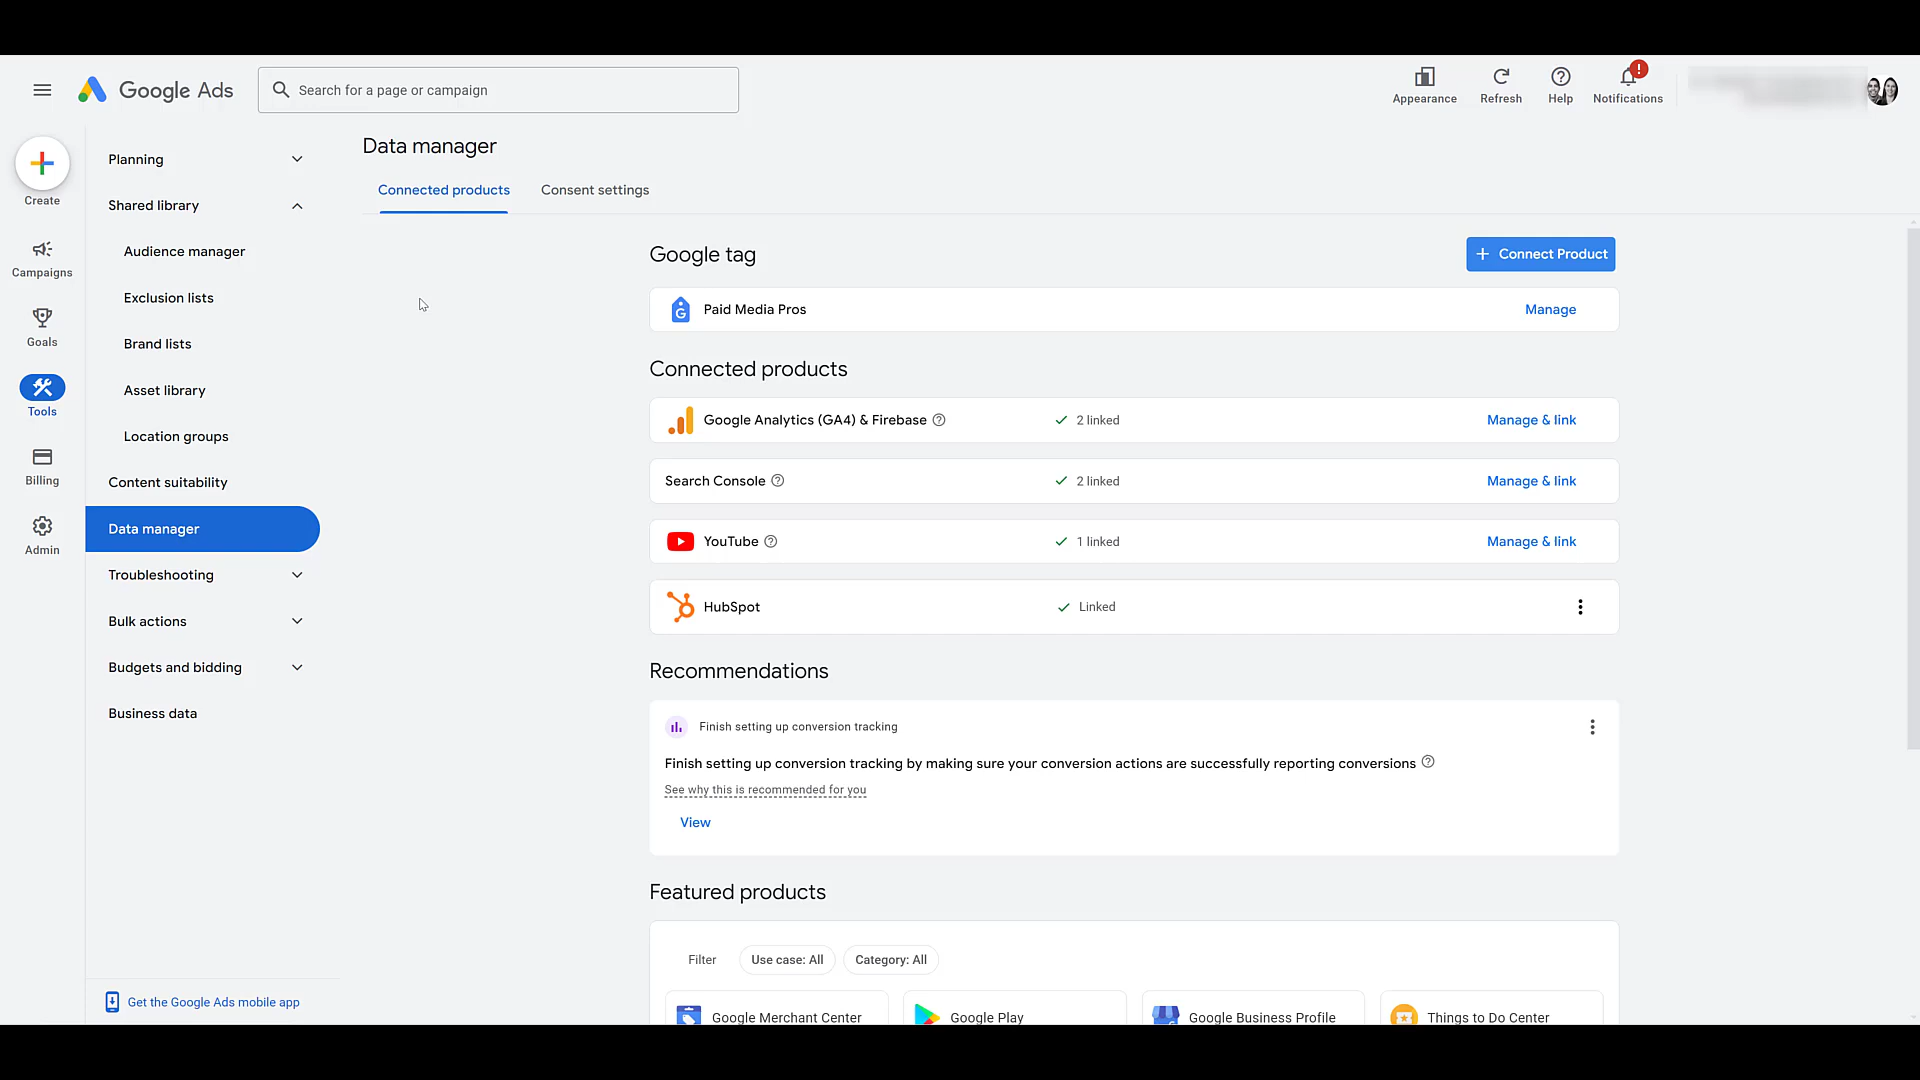 Google Ads
Search for a page or campaign
Appearance
Refresh
Help
!
Notifications
Create
Campaigns
Goals
Tools
Billing
Admin
Planning
Shared library
Audience manager
Exclusion lists
Brand lists
Asset library
Location groups
Content suitability
Data manager
Troubleshooting
Bulk actions
Budgets and bidding
Business data
Get the Google Ads mobile app
Data manager
Connected products
Consent settings
Google tag
+ Connect Product
G
Paid Media Pros
Manage
Connected products
Google Analytics (GA4) & Firebase
2 linked
Manage & link
Search Console
2 linked
Manage & link
YouTube
1 linked
Manage & link
HubSpot
Linked
Recommendations
Finish setting up conversion tracking
Finish setting up conversion tracking by making sure your conversion actions are successfully reporting conversions
See why this is recommended for you
View
Featured products
Filter
Use case: All
Category: All
Google Merchant Center
Google Play
Google Business Profile
Things to Do Center